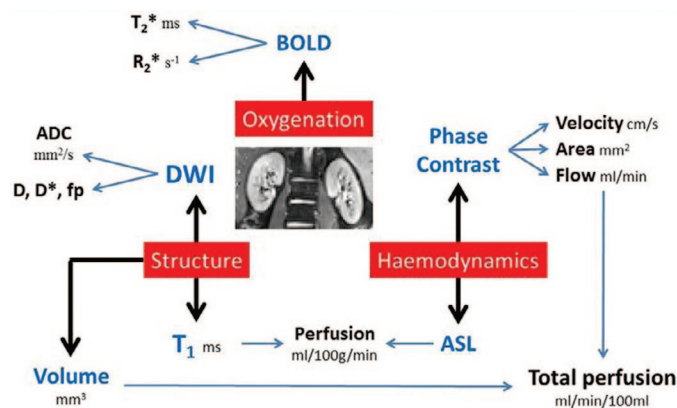 T2* ms
BOLD
R2* s-1
Oxygenation
ADC
mm2/s
DWI
D, D*, fp
Phase
Contrast
Velocity cm/s
Area mm2
Flow ml/min
Structure
Haemodynamics
T1 ms
Perfusion
ml/100g/min
ASL
Volume
mm3
Total perfusion
ml/min/100ml